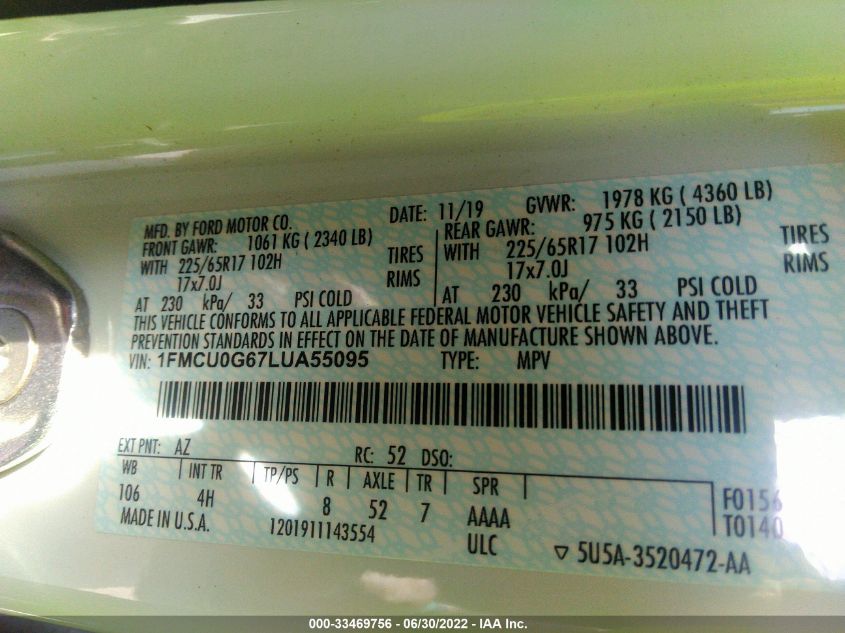 MFD. BY FORD MOTOR CO. DATE: 11/19 GVWR: 1978 KG ( 4360 LB)
FRONT GAWR: 1061 KG ( 2340 LB) REAR GAWR: 975 KG ( 2150 LB)
WITH 225/65R17 102H TIRES WITH 225/65R17 102H TIRES
17x7.0J RIMS 17x7.0J RIMS
AT 230 kPa/ 33 PSI COLD AT 230 kPa/ 33 PSI COLD
THIS VEHICLE CONFORMS TO ALL APPLICABLE FEDERAL MOTOR VEHICLE SAFETY AND THEFT
PREVENTION STANDARDS IN EFFECT ON THE DATE OF MANUFACTURE SHOWN ABOVE.
VIN: 1FMCU0G67LUA55095 TYPE: MPV
EXT PNT: AZ RC: 52 DSO:
WB INT TR TP/PS R AXLE TR SPR
106 4H 8 52 7 AAAA F0156
MADE IN U.S.A. 1201911143554 ULC T0140
▽ 5U5A-3520472-AA
000-33469756 - 06/30/2022 - IAA Inc.